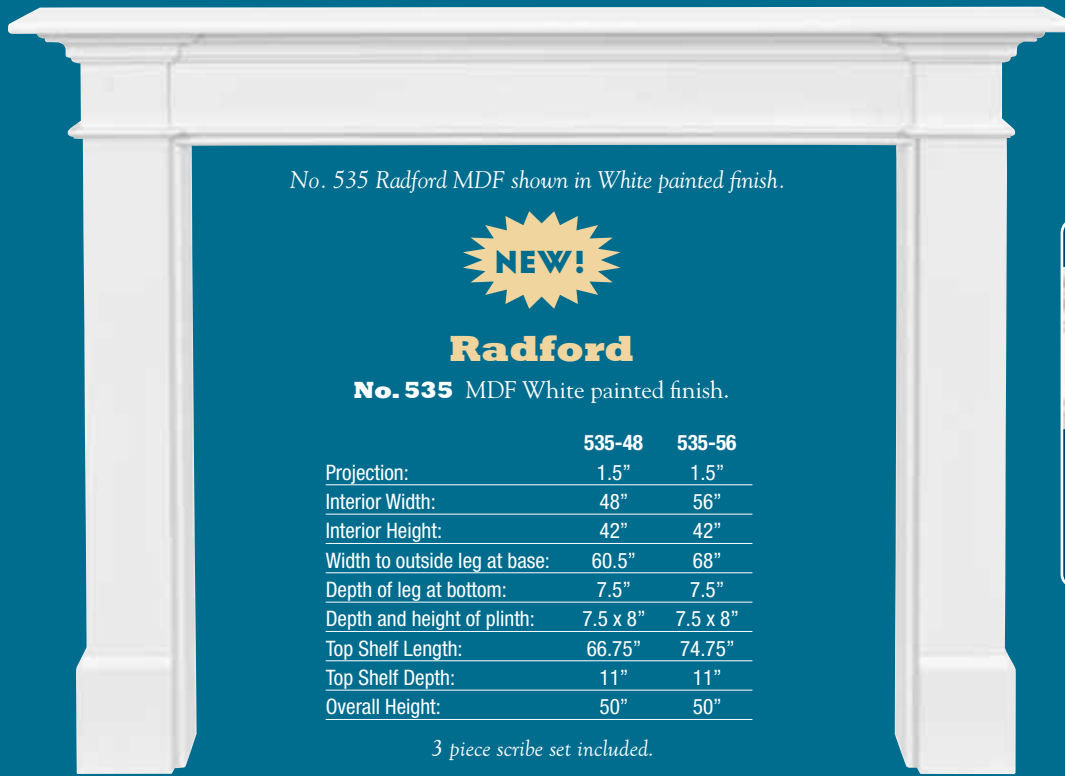 No. 535 Radford MDF shown in White painted finish.
NEW!
Radford
No. 535 MDF White painted finish.
535-48 535-56
Projection: 1.5” 1.5”
Interior Width: 48” 56”
Interior Height: 42” 42”
Width to outside leg at base: 60.5” 68”
Depth of leg at bottom: 7.5” 7.5”
Depth and height of plinth: 7.5 x 8” 7.5 x 8”
Top Shelf Length: 66.75” 74.75”
Top Shelf Depth: 11” 11”
Overall Height: 50” 50”
3 piece scribe set included.